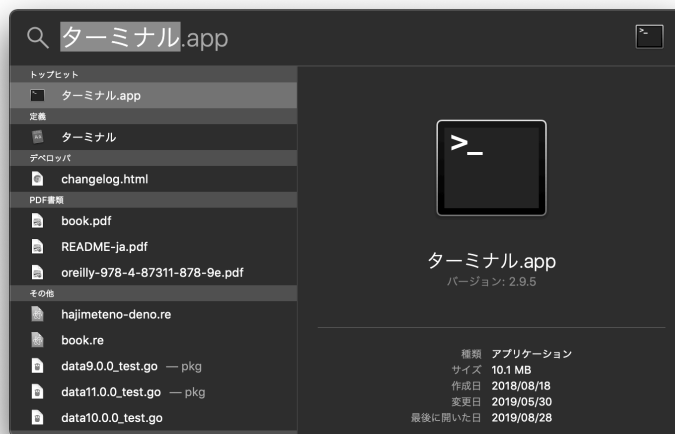 ターミナル.app
トップヒット
ターミナル.app
定義
ターミナル
デベロッパ
changelog.html
PDF書類
book.pdf
README-ja.pdf
oreilly-978-4-87311-878-9e.pdf
その他
hajimeteno-deno.re
book.re
data9.0.0_test.go — pkg
data11.0.0_test.go — pkg
data10.0.0_test.go
>_
ターミナル.app
バージョン: 2.9.5
種類 アプリケーション
サイズ 10.1 MB
作成日 2018/08/18
変更日 2019/05/30
最後に開いた日 2019/08/28